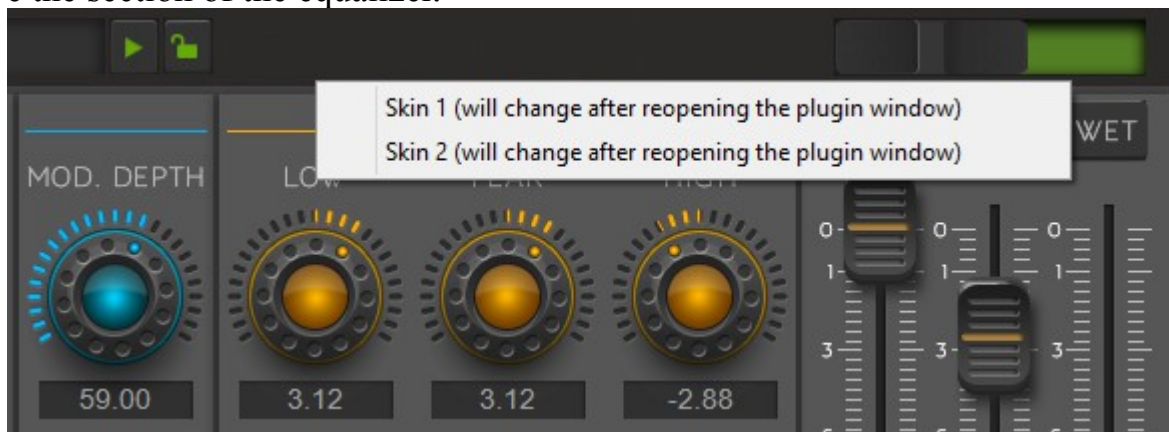 e the section of the equalizer.
Skin 1 (will change after reopening the plugin window)
Skin 2 (will change after reopening the plugin window)
WET
MOD. DEPTH
LOW PEAK HIGH
0 0 0
1 1 1
3 3 3
59.00 3.12 3.12 -2.88